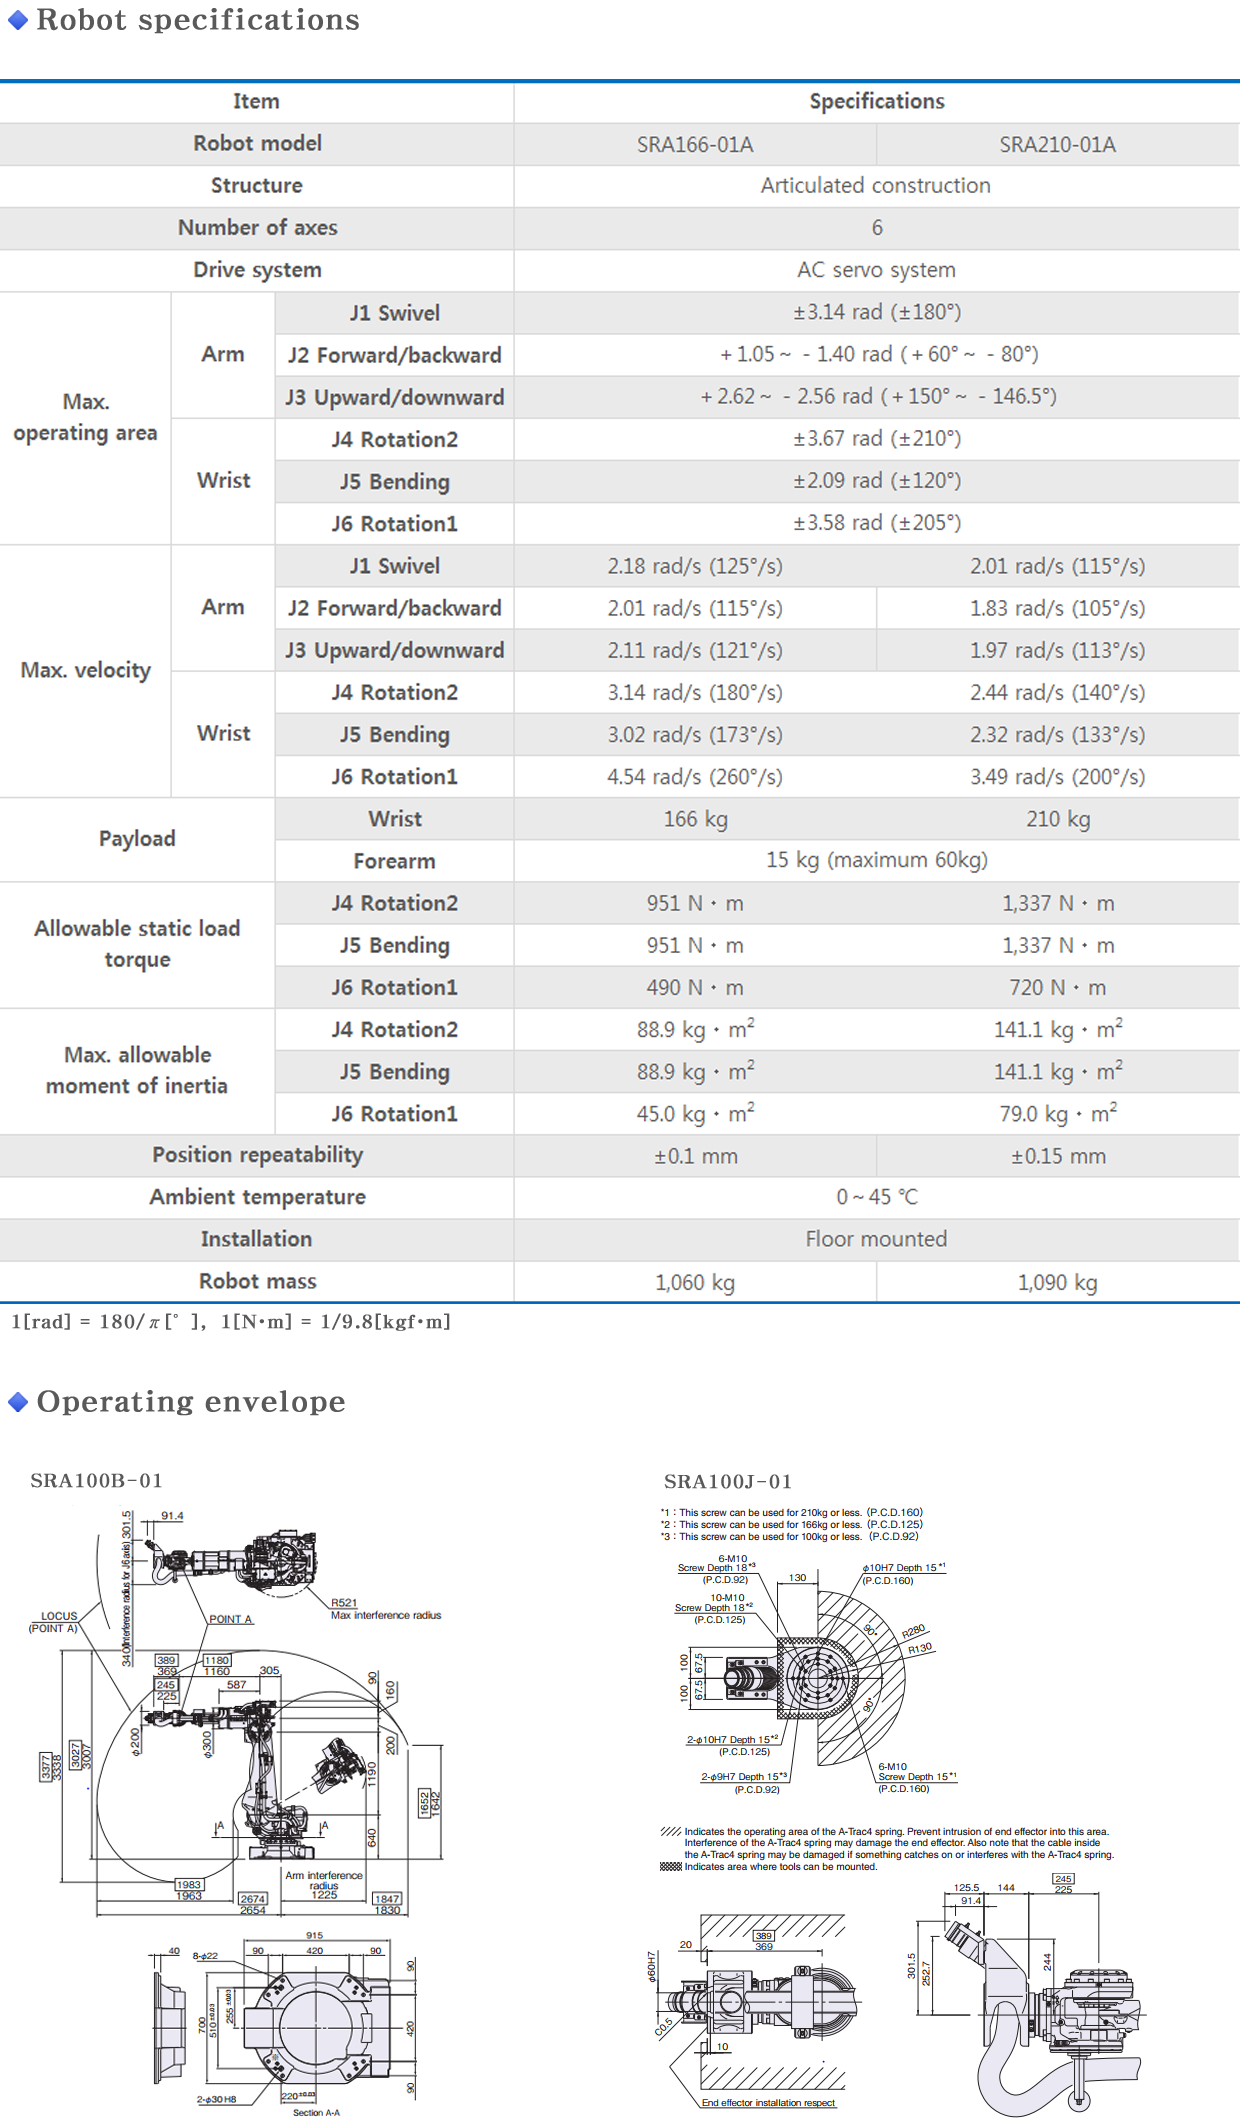 Robot specifications
Item Specifications
Robot model SRA166-01A SRA210-01A
Structure Articulated construction
Number of axes 6
Drive system AC servo system
Max. operating area Arm J1 Swivel ±3.14 rad (±180°)
J2 Forward/backward +1.05~ -1.40 rad (+60°~ -80°)
J3 Upward/downward +2.62~ -2.56 rad (+150°~ -146.5°)
Wrist J4 Rotation2 ±3.67 rad (±210°)
J5 Bending ±2.09 rad (±120°)
J6 Rotation1 ±3.58 rad (±205°)
Max. velocity Arm J1 Swivel 2.18 rad/s (125°/s) 2.01 rad/s (115°/s)
J2 Forward/backward 2.01 rad/s (115°/s) 1.83 rad/s (105°/s)
J3 Upward/downward 2.11 rad/s (121°/s) 1.97 rad/s (113°/s)
Wrist J4 Rotation2 3.14 rad/s (180°/s) 2.44 rad/s (140°/s)
J5 Bending 3.02 rad/s (173°/s) 2.32 rad/s (133°/s)
J6 Rotation1 4.54 rad/s (260°/s) 3.49 rad/s (200°/s)
Payload Wrist 166 kg 210 kg
Forearm 15 kg (maximum 60kg)
Allowable static load torque J4 Rotation2 951 N・m 1,337 N・m
J5 Bending 951 N・m 1,337 N・m
J6 Rotation1 490 N・m 720 N・m
Max. allowable moment of inertia J4 Rotation2 88.9 kg・m² 141.1 kg・m²
J5 Bending 88.9 kg・m² 141.1 kg・m²
J6 Rotation1 45.0 kg・m² 79.0 kg・m²
Position repeatability ±0.1 mm ±0.15 mm
Ambient temperature 0~45 ℃
Installation Floor mounted
Robot mass 1,060 kg 1,090 kg
1[rad] = 180/π[° ], 1[N·m] = 1/9.8[kgf·m]
Operating envelope
SRA100B-01
91.4
301.5
340(Interference radius for J6 axis)
R521
Max interference radius
LOCUS
(POINT A)
POINT A
389
369
1180
1160
305
245
225
587
90
160
φ200
φ300
200
3377
3338
3027
3007
1190
1652
1642
A
A
640
Arm interference
radius
1225
1983
1963
2674
2654
1847
1830
915
40
8-φ22
90
420
90
90
700
510±0.03
255±0.03
420
90
2-φ30H8
220±0.03
Section A-A
SRA100J-01
*1 : This screw can be used for 210kg or less. (P.C.D.160)
*2 : This screw can be used for 166kg or less. (P.C.D.125)
*3 : This screw can be used for 100kg or less. (P.C.D.92)
6-M10
Screw Depth 18*3
(P.C.D.92)
130
φ10H7 Depth 15*1
(P.C.D.160)
10-M10
Screw Depth 18*2
(P.C.D.125)
90°
R280
R130
100
67.5
100
67.5
90°
2-φ10H7 Depth 15*2
(P.C.D.125)
2-φ9H7 Depth 15*3
(P.C.D.92)
6-M10
Screw Depth 15*1
(P.C.D.160)
Indicates the operating area of the A-Trac4 spring. Prevent intrusion of end effector into this area.
Interference of the A-Trac4 spring may damage the end effector. Also note that the cable inside
the A-Trac4 spring may be damaged if something catches on or interferes with the A-Trac4 spring.
Indicates area where tools can be mounted.
20
389
369
φ60H7
C0.5
10
End effector installation respect
125.5
144
245
225
91.4
301.5
252.7
244